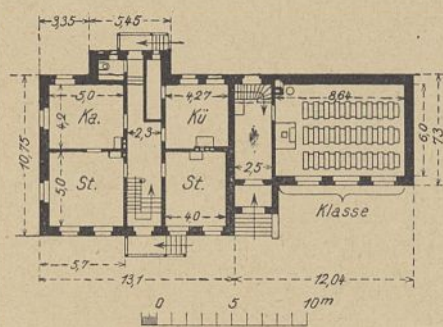 3,35 5,45
5,0 4,27 8,64
Ka. Kü
4,2 2,3
10,75 6,0 7,3
5,0 St. St. 2,5
4,0 Klasse
5,7
13,1 12,04
0 5 10 m